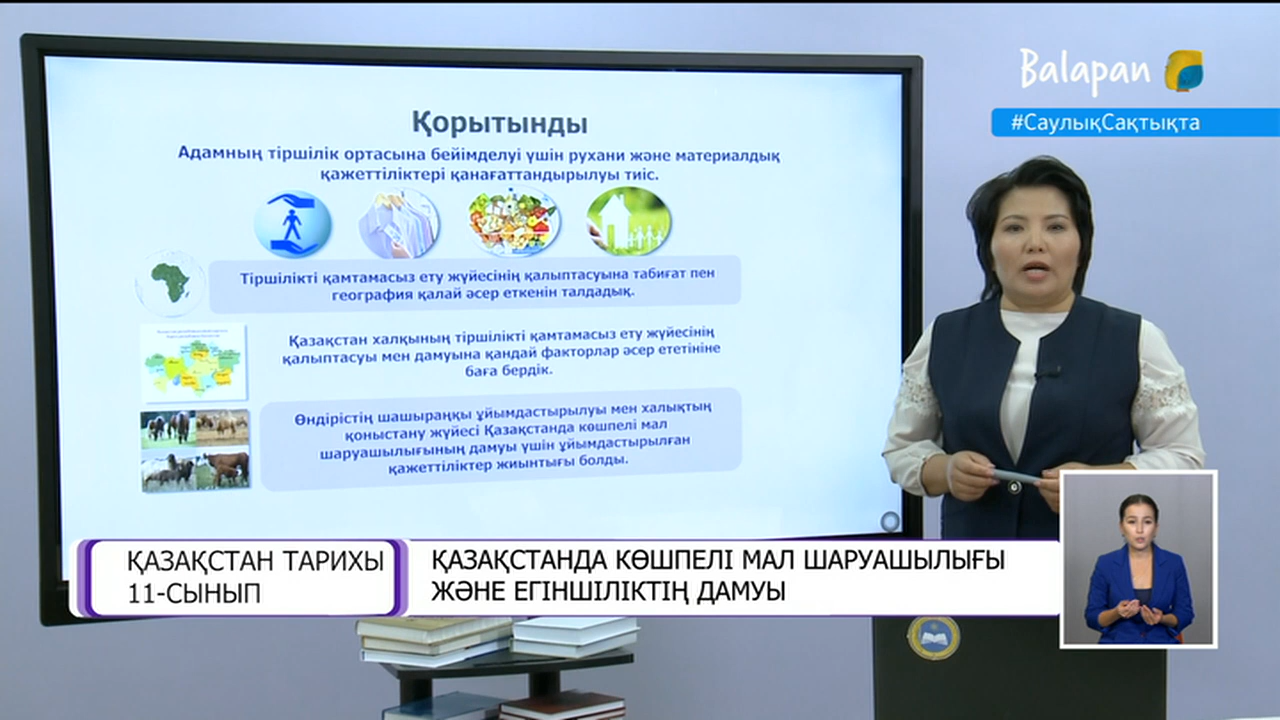 Balapan
#СаулықСақтықта
Қорытынды
Адамның тіршілік ортасына бейімделуі үшін рухани және материалдық
қажеттіліктері қанағаттандырылуы тиіс.
Тіршілікті қамтамасыз ету жүйесінің қалыптасуына табиғат пен
география қалай әсер еткенін талдадық.
Қазақстан халқының тіршілікті қамтамасыз ету жүйесінің
қалыптасуы мен дамуына қандай факторлар әсер ететініне
баға бердік.
Өндірістің шашыраңқы ұйымдастырылуы мен халықтың
қоныстану жүйесі Қазақстанда көшпелі мал
шаруашылығының дамуы үшін ұйымдастырылған
қажеттіліктер жиынтығы болды.
ҚАЗАҚСТАН ТАРИХЫ
11-СЫНЫП
ҚАЗАҚСТАНДА КӨШПЕЛІ МАЛ ШАРУАШЫЛЫҒЫ
ЖӘНЕ ЕГІНШІЛІКТІҢ ДАМУЫ